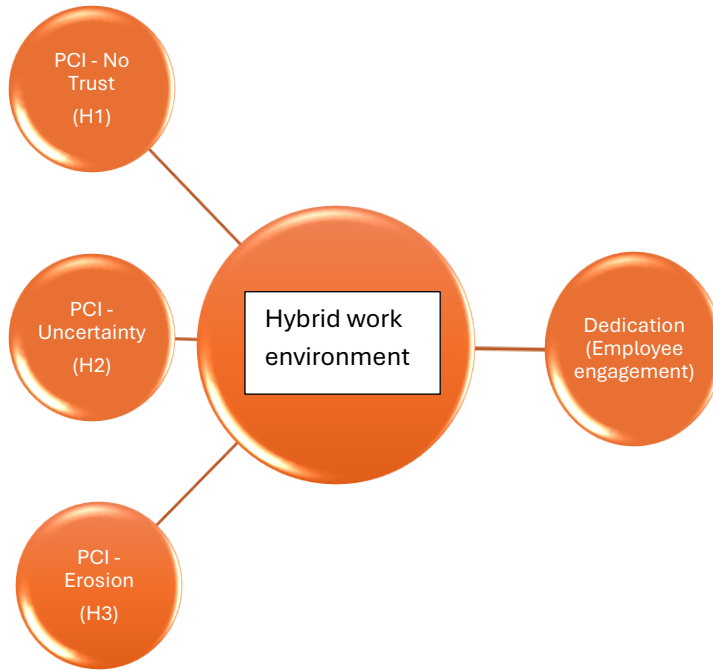 PCI - No
Trust
(H1)
PCI -
Uncertainty
(H2)
PCI -
Erosion
(H3)
Hybrid work
environment
Dedication
(Employee
engagement)